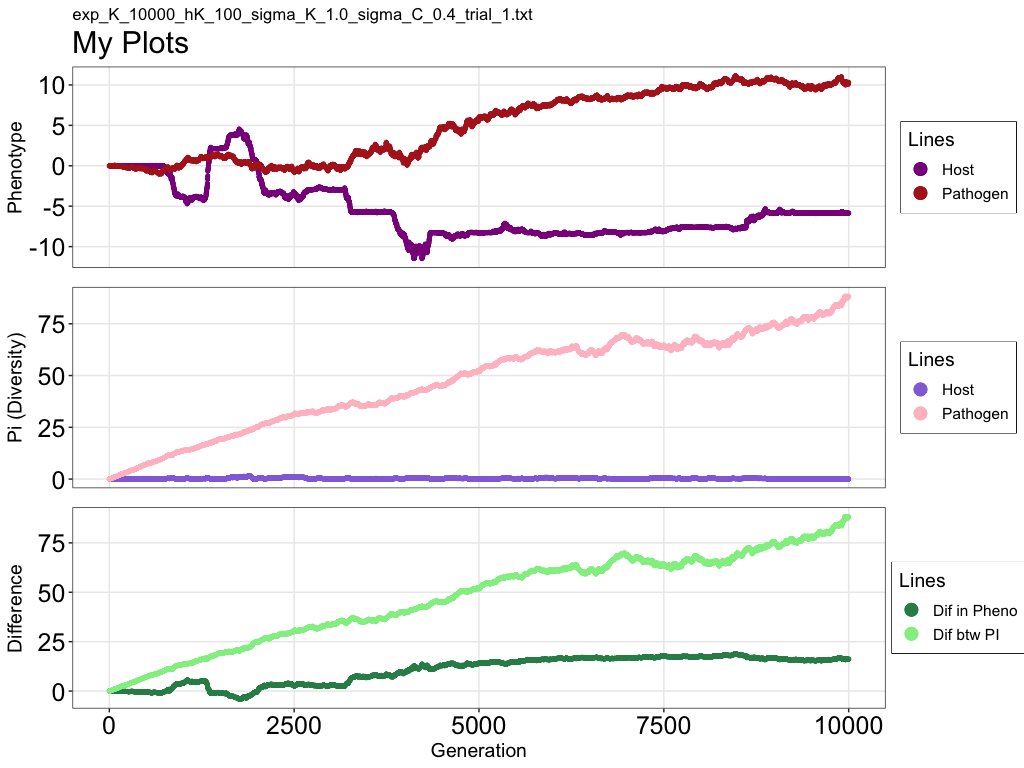 exp_K_10000_hK_100_sigma_K_1.0_sigma_C_0.4_trial_1.txt
My Plots
10
5
0
-5
-10
Phenotype
Lines
Host
Pathogen
75
50
25
0
Pi (Diversity)
Lines
Host
Pathogen
75
50
25
0
Difference
Lines
Dif in Pheno
Dif btw PI
0 2500 5000 7500 10000
Generation